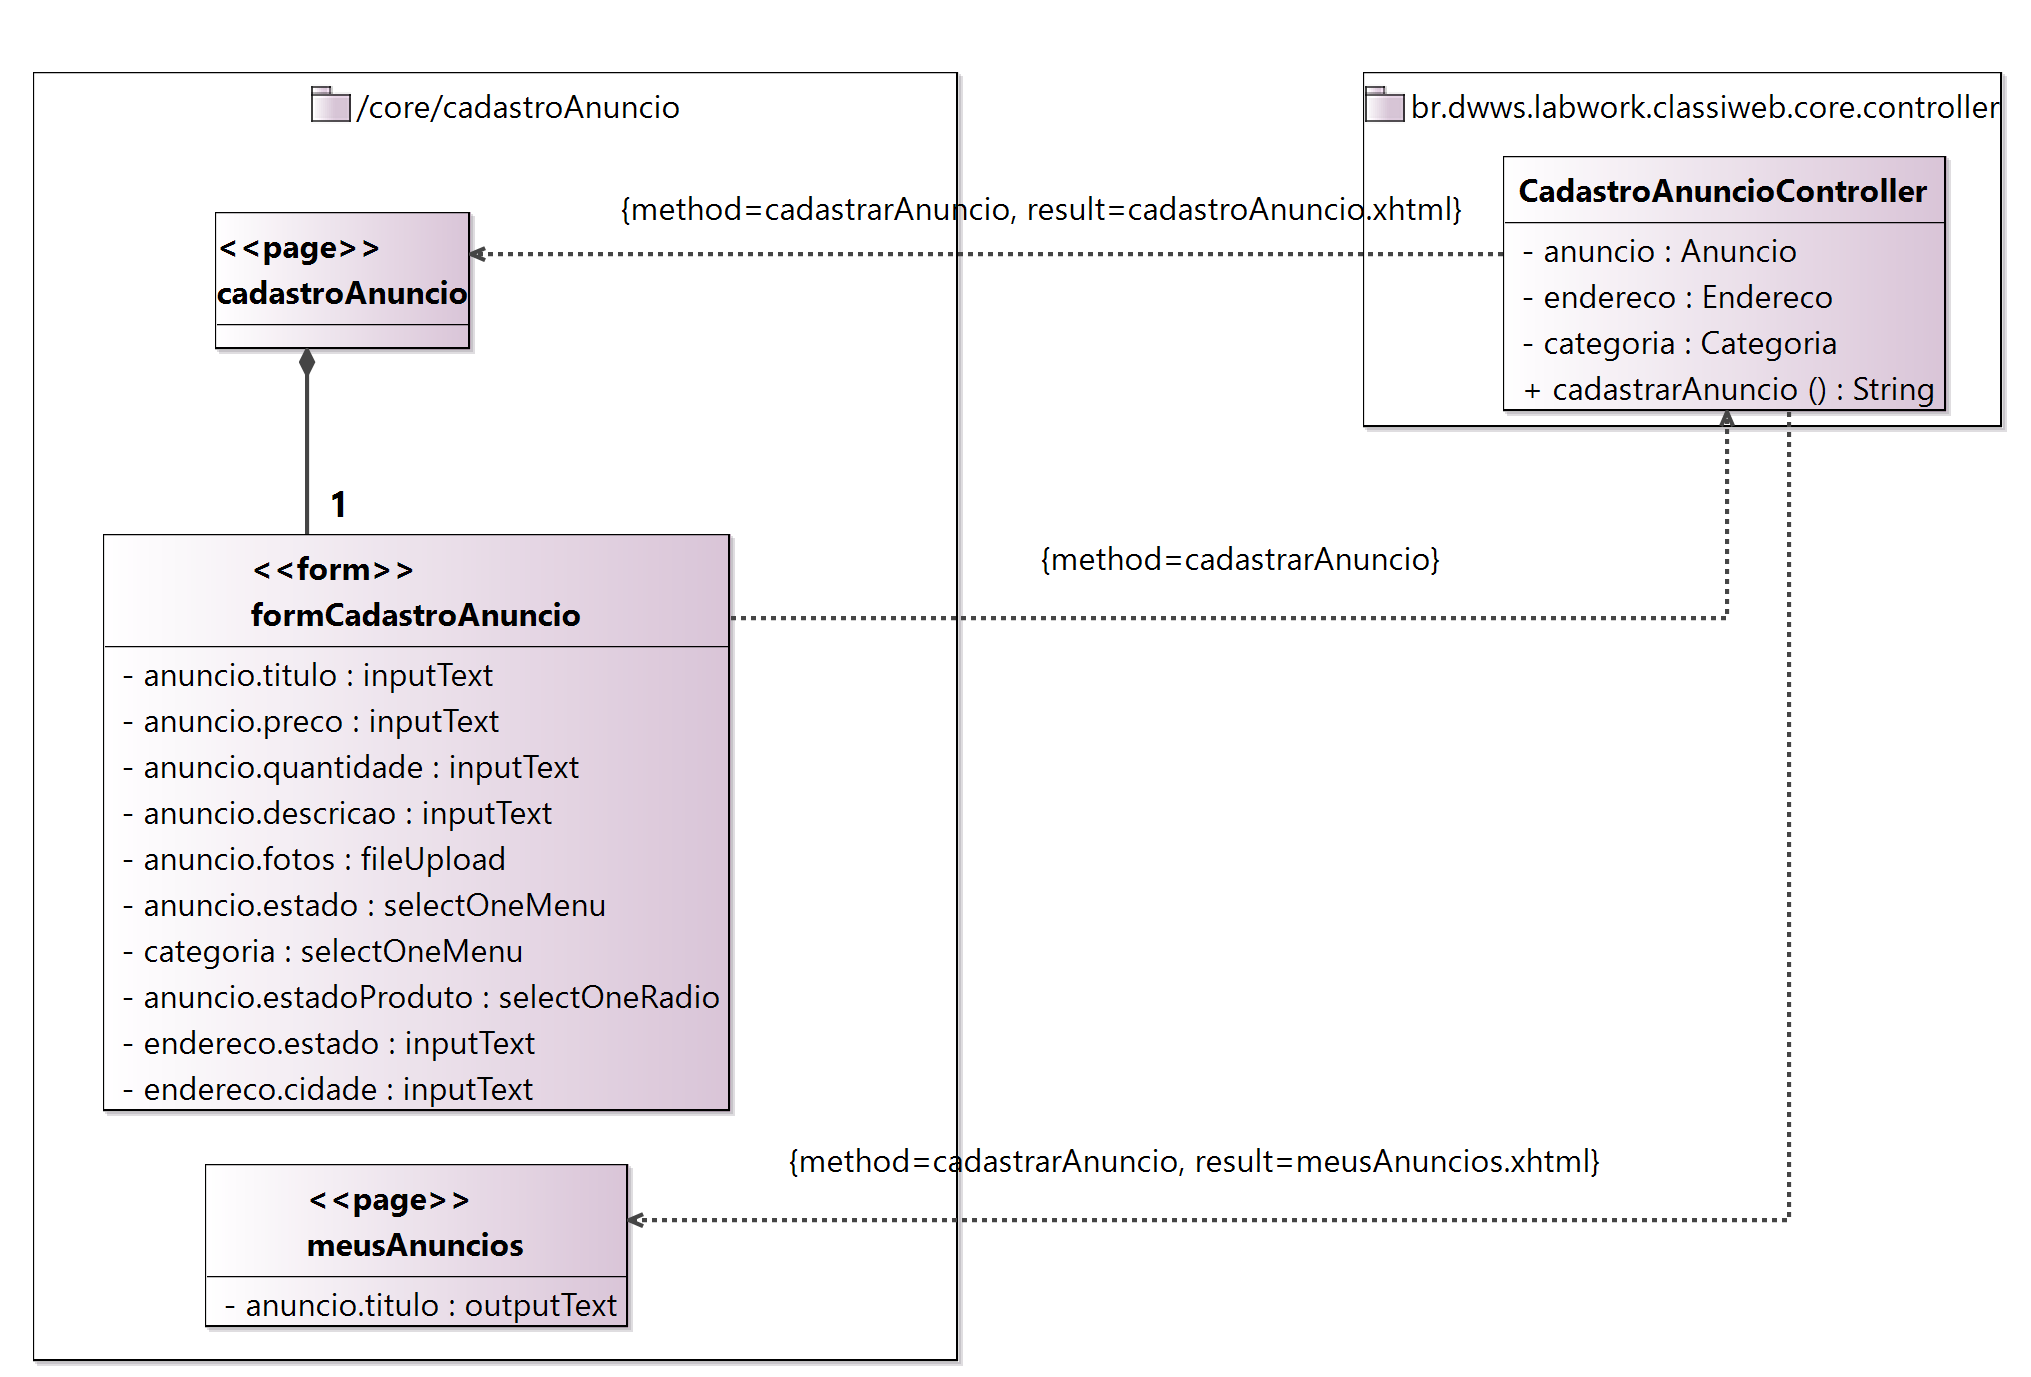 /core/cadastroAnuncio
br.dwws.labwork.classiweb.core.controller
{method=cadastrarAnuncio, result=cadastroAnuncio.xhtml}
CadastroAnuncioController
- anuncio : Anuncio
- endereco : Endereco
- categoria : Categoria
+ cadastrarAnuncio () : String
<<page>>
cadastroAnuncio
1
{method=cadastrarAnuncio}
<<form>>
formCadastroAnuncio
- anuncio.titulo : inputText
- anuncio.preco : inputText
- anuncio.quantidade : inputText
- anuncio.descricao : inputText
- anuncio.fotos : fileUpload
- anuncio.estado : selectOneMenu
- categoria : selectOneMenu
- anuncio.estadoProduto : selectOneRadio
- endereco.estado : inputText
- endereco.cidade : inputText
{method=cadastrarAnuncio, result=meusAnuncios.xhtml}
<<page>>
meusAnuncios
- anuncio.titulo : outputText